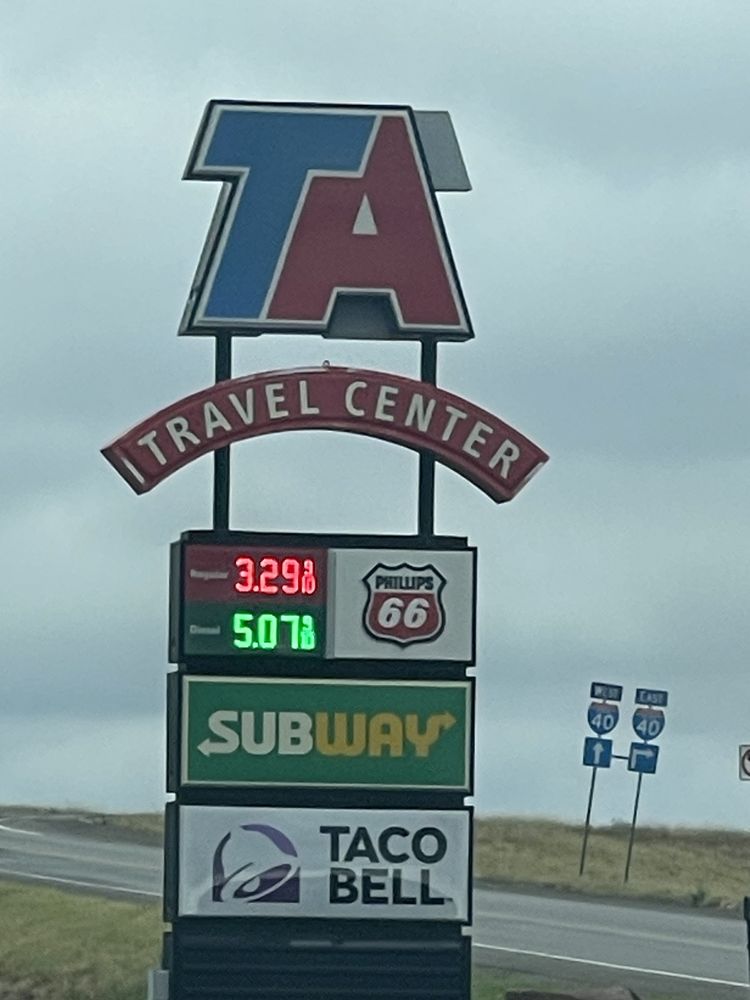 TA
TRAVEL CENTER
Regular 3.29 9/10
Diesel 5.07 9/10
PHILLIPS
66
SUBWAY
TACO
BELL
WEST EAST
40 40